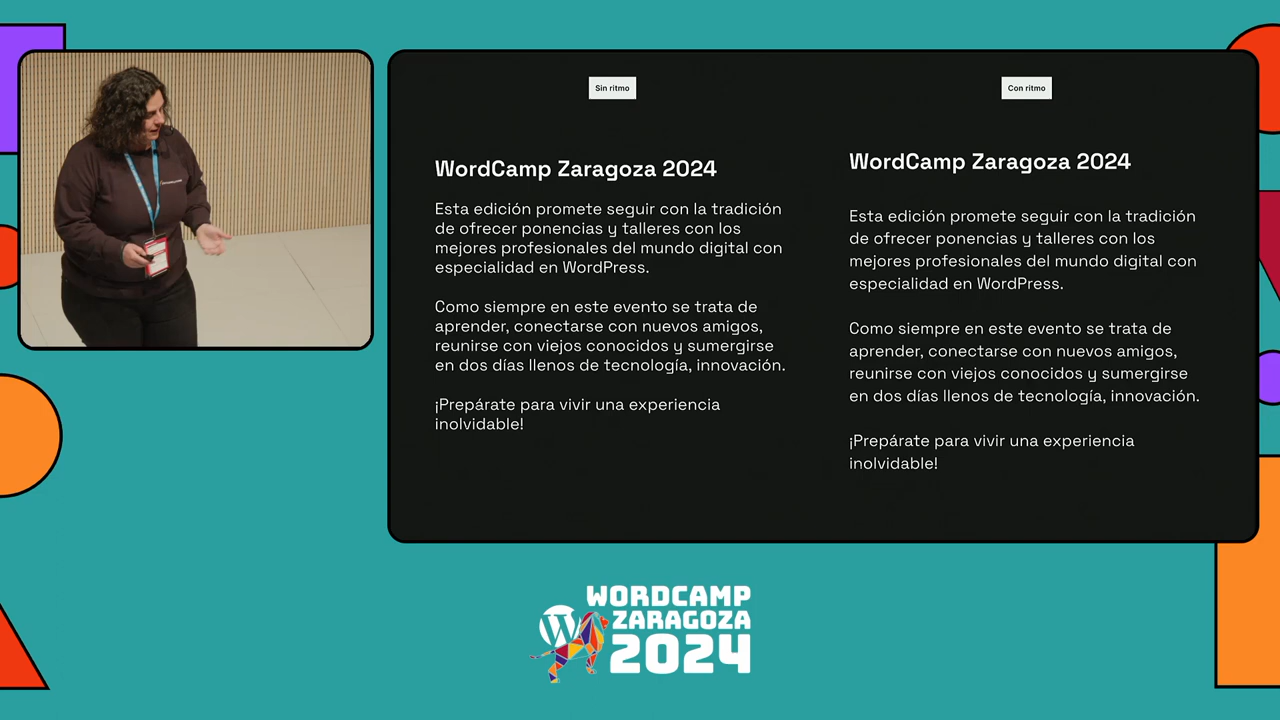 Sin ritmo
WordCamp Zaragoza 2024
Esta edición promete seguir con la tradición
de ofrecer ponencias y talleres con los
mejores profesionales del mundo digital con
especialidad en WordPress.
Como siempre en este evento se trata de
aprender, conectarse con nuevos amigos,
reunirse con viejos conocidos y sumergirse
en dos días llenos de tecnología, innovación.
¡Prepárate para vivir una experiencia
inolvidable!
Con ritmo
WordCamp Zaragoza 2024
Esta edición promete seguir con la tradición
de ofrecer ponencias y talleres con los
mejores profesionales del mundo digital con
especialidad en WordPress.
Como siempre en este evento se trata de
aprender, conectarse con nuevos amigos,
reunirse con viejos conocidos y sumergirse
en dos días llenos de tecnología, innovación.
¡Prepárate para vivir una experiencia
inolvidable!
WORDCAMP
ZARAGOZA
2024